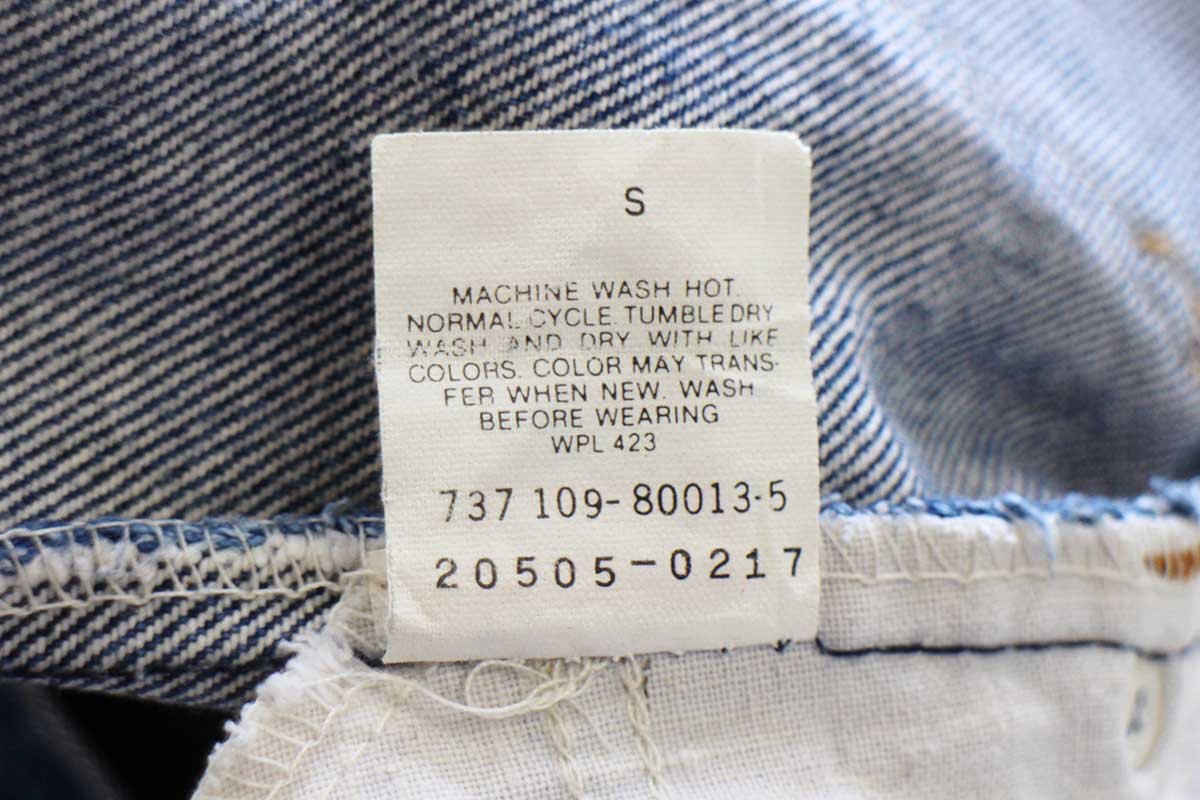 S
MACHINE WASH HOT.
NORMAL CYCLE. TUMBLE DRY
WASH AND DRY WITH LIKE
COLORS. COLOR MAY TRANS-
FER WHEN NEW. WASH
BEFORE WEARING
WPL 423
737 109-80013-5
20505-0217